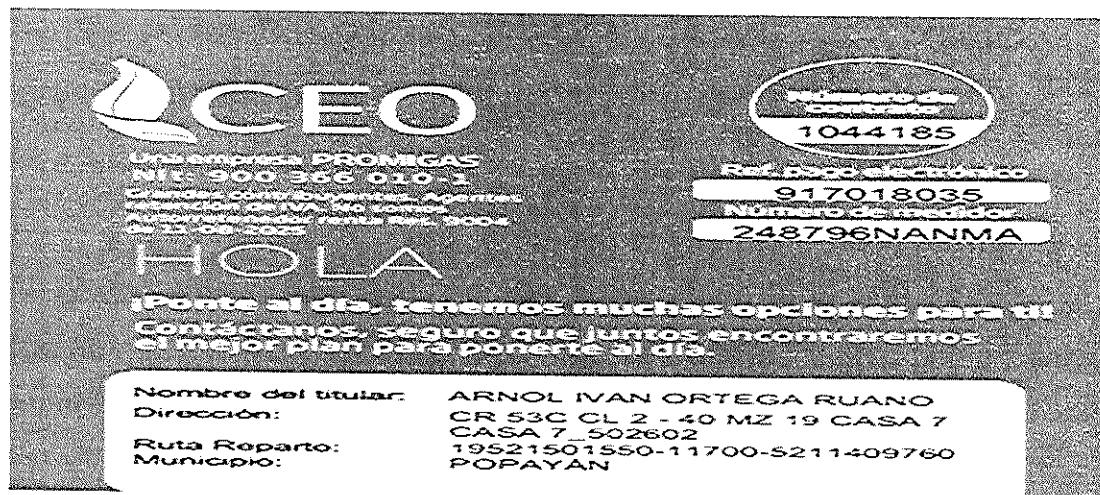 CEO
Número de
contrato
1044185
Una empresa PROMIGAS
Nit: 900 366 010-1
Ref. pago electrónico
917018035
Número de medidor
248796NANMA
HOLA
¡Ponte al día, tenemos muchas opciones para ti!
Contáctanos, seguro que juntos encontraremos
el mejor plan para ponerte al día.
Nombre del titular: ARNOL IVAN ORTEGA RUANO
Dirección: CR 53C CL 2 - 40 MZ 19 CASA 7
CASA 7_502602
Ruta Reparto: 19521501550-11700-5211409760
Municipio: POPAYÁN